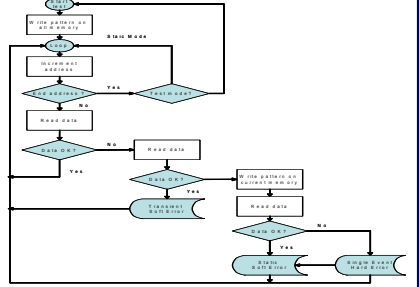 Start
test
Write pattern on
all memory
Static Mode
Loop
Increment
address
Yes
End address ?
Test mode?
No
Read data
No
Data OK?
Read data
Yes
Data OK?
Write pattern on
current memory
Yes
Transient
Soft Error
Read data
No
Data OK?
Yes
Static
Soft Error
Single Event
Hard Error